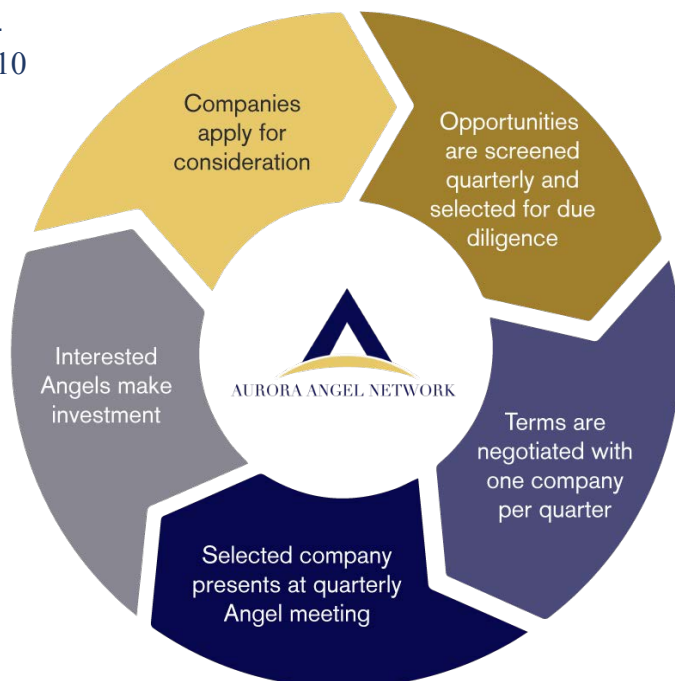 10
Companies
apply for
consideration
Opportunities
are screened
quarterly and
selected for due
diligence
Terms are
negotiated with
one company
per quarter
Selected company
presents at quarterly
Angel meeting
Interested
Angels make
investment
AURORA ANGEL NETWORK